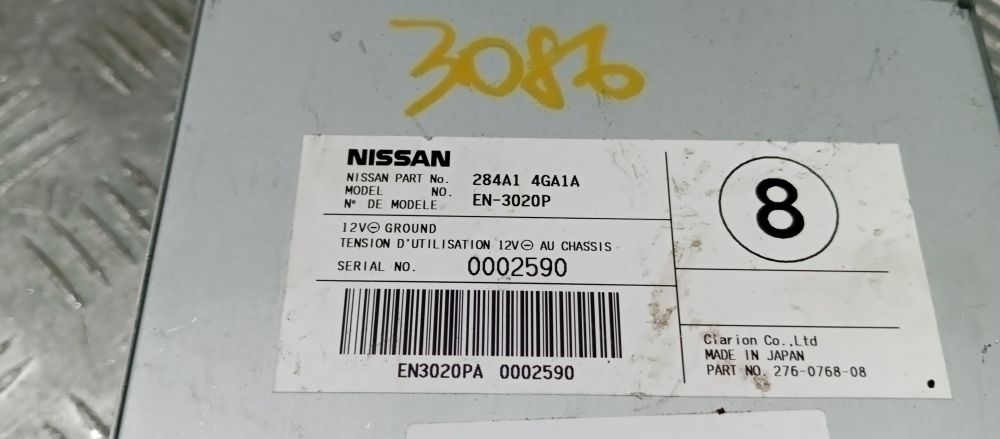 3086
NISSAN
NISSAN PART No. 284A1 4GA1A
MODEL NO. EN-3020P
N° DE MODELE
12V⊖ GROUND
TENSION D'UTILISATION 12V⊖ AU CHASSIS
SERIAL NO. 0002590
EN3020PA 0002590
8
Clarion Co.,Ltd
MADE IN JAPAN
PART NO. 276-0768-08